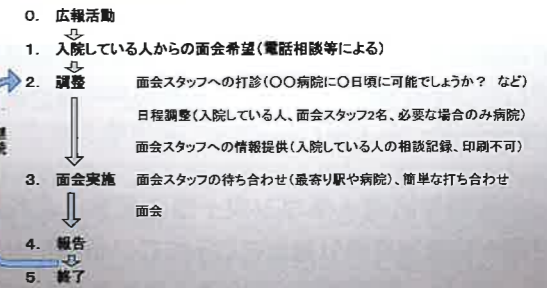 0. 広報活動
1. 入院している人からの面会希望(電話相談等による)
2. 調整 面会スタッフへの打診(〇〇病院に〇日頃に可能でしょうか? など)
日程調整(入院している人、面会スタッフ2名、必要な場合のみ病院)
面会スタッフへの情報提供(入院している人の相談記録、印刷不可)
3. 面会実施 面会スタッフの待ち合わせ(最寄り駅や病院)、簡単な打ち合わせ
面会
4. 報告
5. 終了